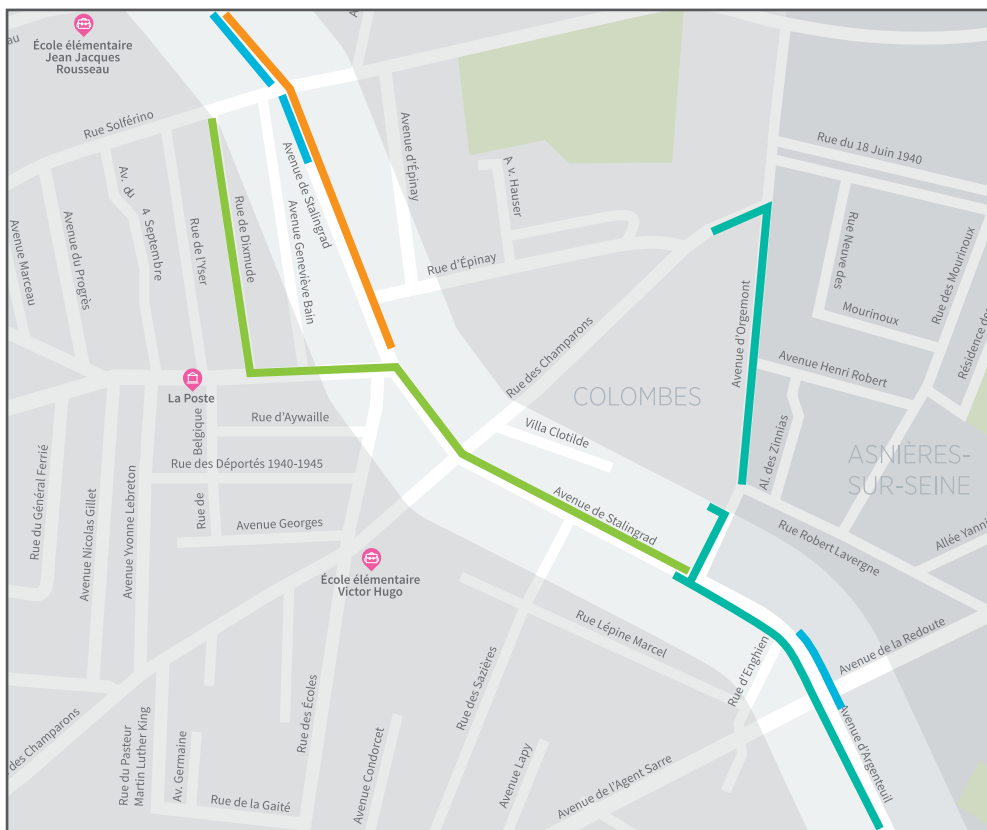 École élémentaire
Jean Jacques
Rousseau
au
A
Rue Solférino
Avenue de Stalingrad
Avenue d'Épinay
A v. Hauser
Rue du 18 Juin 1940
Av. du 4 Septembre
Rue de l'Yser
Rue de Dixmude
Avenue Geneviève Bain
Avenue Marceau
Avenue du Progrès
Rue d'Épinay
Rue Neuve des
Mourinoux
Rue des Mourinoux
Résidence de
Avenue d'Orgemont
Avenue Henri Robert
Rue des Champarons
COLOMBES
La Poste
Rue d'Aywaille
Belgique
Rue de
Rue des Déportés 1940-1945
Villa Clotilde
Al. des Zinnias
ASNIÈRES-
SUR-SEINE
Rue du Général Ferrié
Avenue Nicolas Gillet
Avenue Yvonne Lebreton
Avenue Georges
Avenue de Stalingrad
Rue Robert Lavergne
Allée Yanni
École élémentaire
Victor Hugo
Rue Lépine Marcel
Rue d'Enghien
Avenue de la Redoute
Rue des Sazières
Rue des Écoles
des Champarons
Rue du Pasteur
Martin Luther King
Av. Germaine
Rue de la Gaité
Avenue Condorcet
Avenue Lapy
Avenue de l'Agent Sarre
Avenue d'Argenteuil